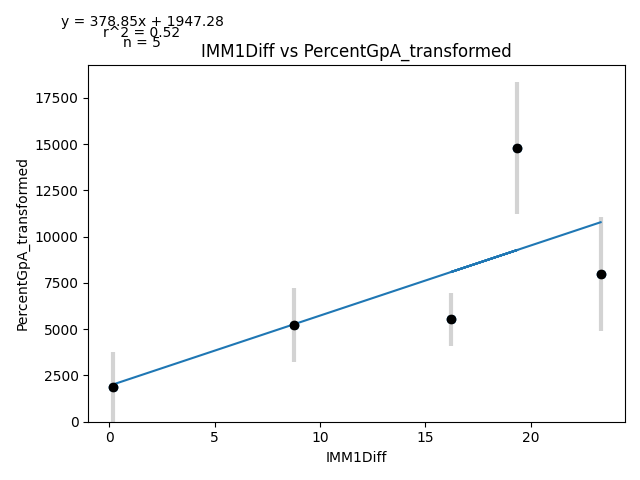 y = 378.85x + 1947.28
r^2 = 0.52
n = 5
IMM1Diff vs PercentGpA_transformed
PercentGpA_transformed
17500
15000
12500
10000
7500
5000
2500
0
0 5 10 15 20
IMM1Diff